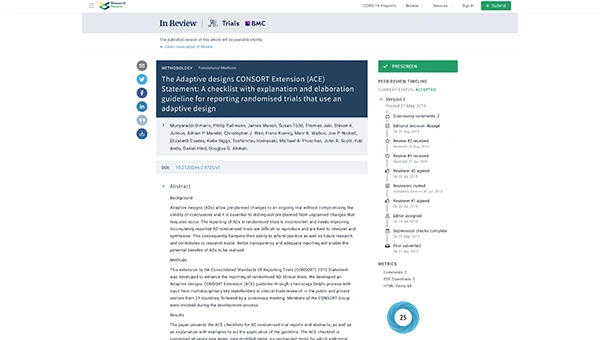 Research Square
COVID-19 Preprints
Browse
Services
Sign In
Submit
In Review
Trials
BMC
The published version of this article will be available shortly.
Learn more about In Review
METHODOLOGY
Translational Medicine
The Adaptive designs CONSORT Extension (ACE)
Statement: A checklist with explanation and elaboration
guideline for reporting randomised trials that use an
adaptive design
Munyaradzi Dimairo, Philip Pallmann, James Wason, Susan Todd, Thomas Jaki, Steven A.
Julious, Adrian P. Mander, Christopher J. Weir, Franz Koenig, Marc K. Walton, Jon P. Nicholl,
Elizabeth Coates, Katie Biggs, Toshimitsu Hamasaki, Michael A. Proschan, John A. Scott, Yuki
Ando, Daniel Hind, Douglas G. Altman
DOI:
Abstract
Background
Adaptive designs (ADs) allow pre-planned changes to an ongoing trial without compromising the
validity of conclusions and it is essential to distinguish pre-planned from unplanned changes that
may also occur. The reporting of ADs in randomised trials is inconsistent and needs improving.
Incompletely reported AD randomised trials are difficult to reproduce and are hard to interpret and
synthesise. This consequently hampers their ability to inform practice as well as future research
and contributes to research waste. Better transparency and adequate reporting will enable the
potential benefits of ADs to be realised.
Methods
This extension to the Consolidated Standards Of Reporting Trials (CONSORT) 2010 Statement
was developed to enhance the reporting of randomised AD clinical trials. We developed an
Adaptive designs CONSORT Extension (ACE) guideline through a two-stage Delphi process with
input from multidisciplinary key stakeholders in clinical trials research in the public and private
sectors from 21 countries, followed by a consensus meeting. Members of the CONSORT Group
were involved during the development process.
Results
The paper presents the ACE checklists for AD randomised trial reports and abstracts, as well as
an explanation with examples to aid the application of the guideline. The ACE checklist is
PRESCREEN
PEER REVIEW TIMELINE
CURRENT STATUS: ACCEPTED
Version 1
Posted 21 May, 2019
Community comments: 2
Editorial decision: Accept
Review #2 received
Review #1 received
Reviewer #2 agreed
Reviewers invited
Reviewer #1 agreed
Editor assigned
Submission checks complete
First submitted
METRICS
Comments: 2
PDF Downloads: 0
HTML Views: 68
25